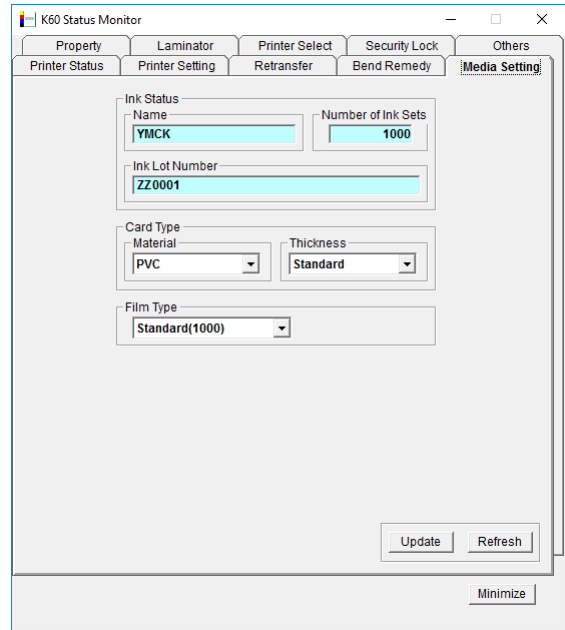 K60 Status Monitor
Property Laminator Printer Select Security Lock Others
Printer Status Printer Setting Retransfer Bend Remedy Media Setting
Ink Status
Name Number of Ink Sets
YMCK 1000
Ink Lot Number
ZZ0001
Card Type
Material Thickness
PVC Standard
Film Type
Standard(1000)
Update Refresh
Minimize